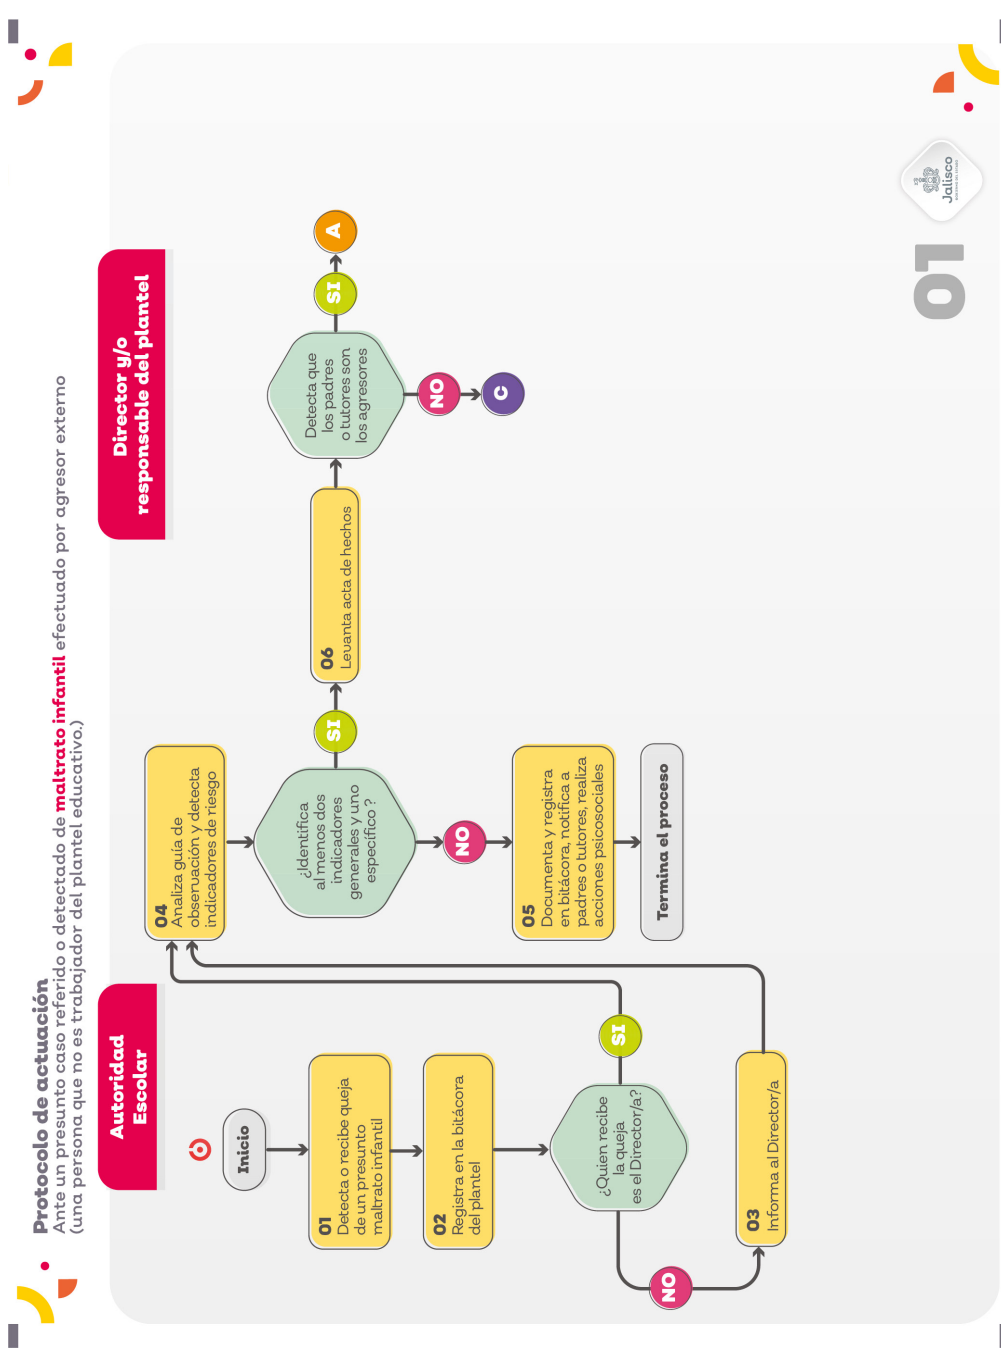 Protocolo de actuación
Ante un presunto caso referido o detectado de maltrato infantil efectuado por agresor externo
(una persona que no es trabajador del plantel educativo.)
Autoridad
Escolar
Inicio
01
Detecta o recibe queja
de un presunto
maltrato infantil
02
Registra en la bitácora
del plantel
¿Quien recibe
la queja
es el Director/a?
SI
NO
03
Informa al Director/a
Director y/o
responsable del plantel
04
Analiza guía de
observación y detecta
indicadores de riesgo
¿Identifica
al menos dos
indicadores
generales y uno
específico ?
SI
NO
05
Documenta y registra
en bitácora, notifica a
padres o tutores, realiza
acciones psicosociales
Termina el proceso
06
Levanta acta de hechos
Detecta que
los padres
o tutores son
los agresores
SI
A
NO
C
01
Jalisco